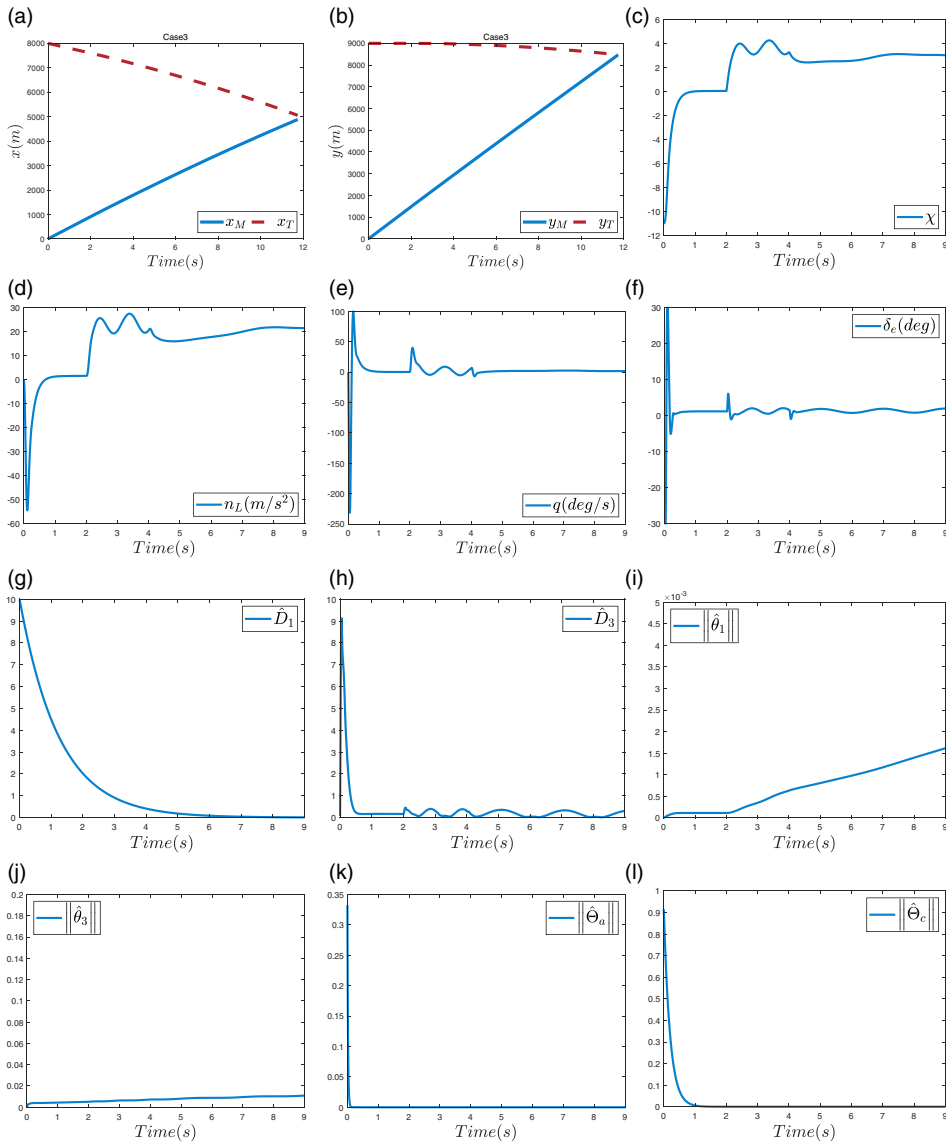 (a)
Case3
8000
7000
6000
5000
4000
3000
2000
1000
0
x(m)
x_M x_T
0 2 4 6 8 10 12
Time(s)
(b)
Case3
9000
8000
7000
6000
5000
4000
3000
2000
1000
0
y(m)
y_M y_T
0 2 4 6 8 10 12
Time(s)
(c)
6
4
2
0
-2
-4
-6
-8
-10
-12
χ
0 1 2 3 4 5 6 7 8 9
Time(s)
(d)
30
20
10
0
-10
-20
-30
-40
-50
-60
n_L(m/s²)
0 1 2 3 4 5 6 7 8 9
Time(s)
(e)
100
50
0
-50
-100
-150
-200
-250
q(deg/s)
0 1 2 3 4 5 6 7 8 9
Time(s)
(f)
30
20
10
0
-10
-20
-30
δ_e(deg)
0 1 2 3 4 5 6 7 8 9
Time(s)
(g)
10
9
8
7
6
5
4
3
2
1
0
D̂_1
0 1 2 3 4 5 6 7 8 9
Time(s)
(h)
10
9
8
7
6
5
4
3
2
1
0
D̂_3
0 1 2 3 4 5 6 7 8 9
Time(s)
(i)
×10⁻³
5
4.5
4
3.5
3
2.5
2
1.5
1
0.5
0
||θ̂_1||
0 1 2 3 4 5 6 7 8 9
Time(s)
(j)
0.2
0.18
0.16
0.14
0.12
0.1
0.08
0.06
0.04
0.02
0
||θ̂_3||
0 1 2 3 4 5 6 7 8 9
Time(s)
(k)
0.35
0.3
0.25
0.2
0.15
0.1
0.05
0
||Θ̂_a||
0 1 2 3 4 5 6 7 8 9
Time(s)
(l)
1
0.9
0.8
0.7
0.6
0.5
0.4
0.3
0.2
0.1
0
||Θ̂_c||
0 1 2 3 4 5 6 7 8 9
Time(s)